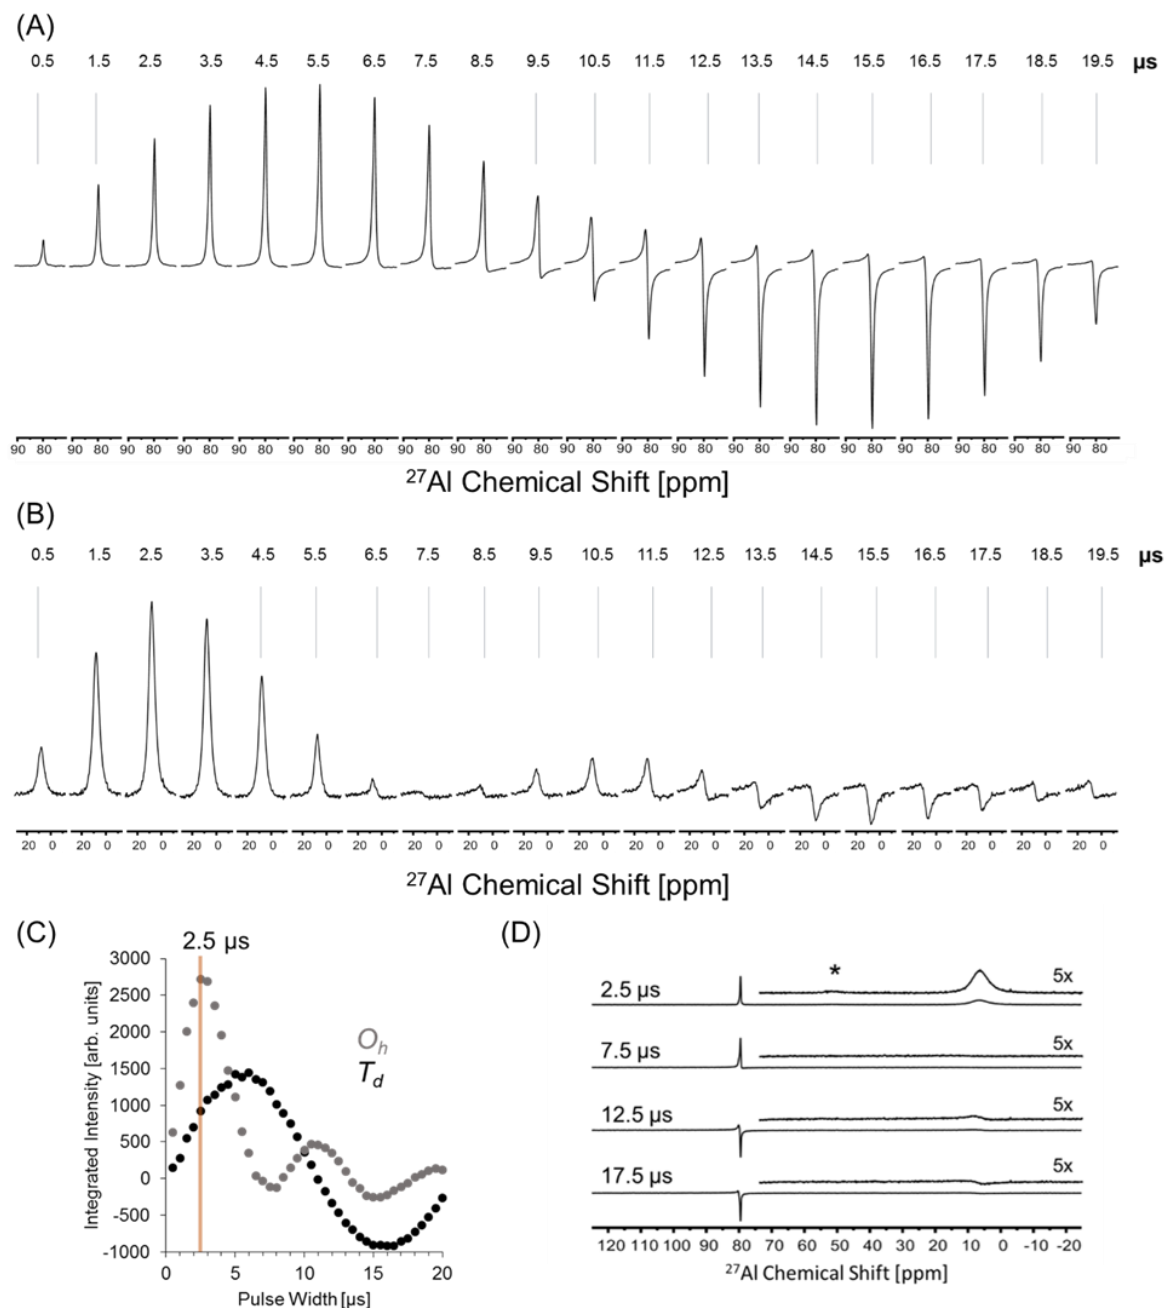 (A)
0.5 1.5 2.5 3.5 4.5 5.5 6.5 7.5 8.5 9.5 10.5 11.5 12.5 13.5 14.5 15.5 16.5 17.5 18.5 19.5 µs
90 80 90 80 90 80 90 80 90 80 90 80 90 80 90 80 90 80 90 80 90 80 90 80 90 80 90 80 90 80 90 80 90 80 90 80 90 80 90 80
27Al Chemical Shift [ppm]
(B)
0.5 1.5 2.5 3.5 4.5 5.5 6.5 7.5 8.5 9.5 10.5 11.5 12.5 13.5 14.5 15.5 16.5 17.5 18.5 19.5 µs
20 0 20 0 20 0 20 0 20 0 20 0 20 0 20 0 20 0 20 0 20 0 20 0 20 0 20 0 20 0 20 0 20 0 20 0 20 0 20 0
27Al Chemical Shift [ppm]
(C)
2.5 µs
3000
2500
2000
1500
1000
500
0
-500
-1000
Integrated Intensity [arb. units]
Oh
Td
0 5 10 15 20
Pulse Width [µs]
(D)
*
2.5 µs 5x
7.5 µs 5x
12.5 µs 5x
17.5 µs 5x
120 110 100 90 80 70 60 50 40 30 20 10 0 -10 -20
27Al Chemical Shift [ppm]